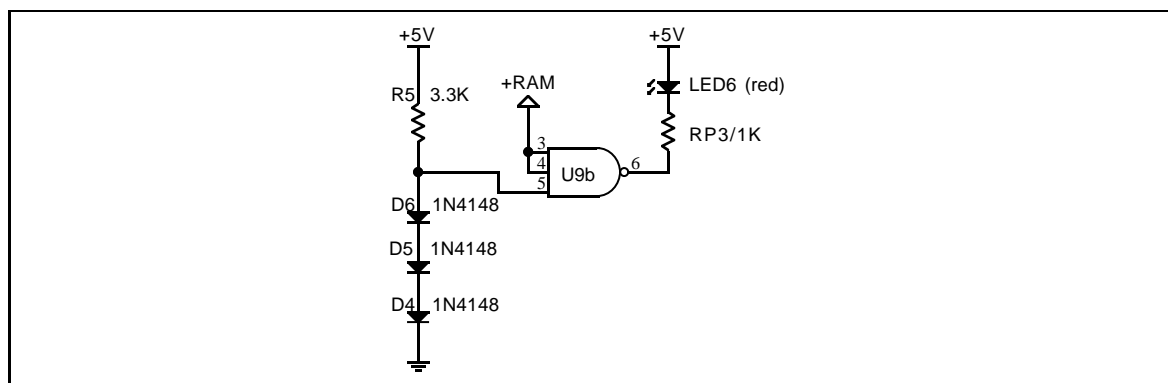 +5V
+5V
+RAM
LED6 (red)
R5 3.3K
RP3/1K
3
4
5
6
U9b
D6 1N4148
D5 1N4148
D4 1N4148